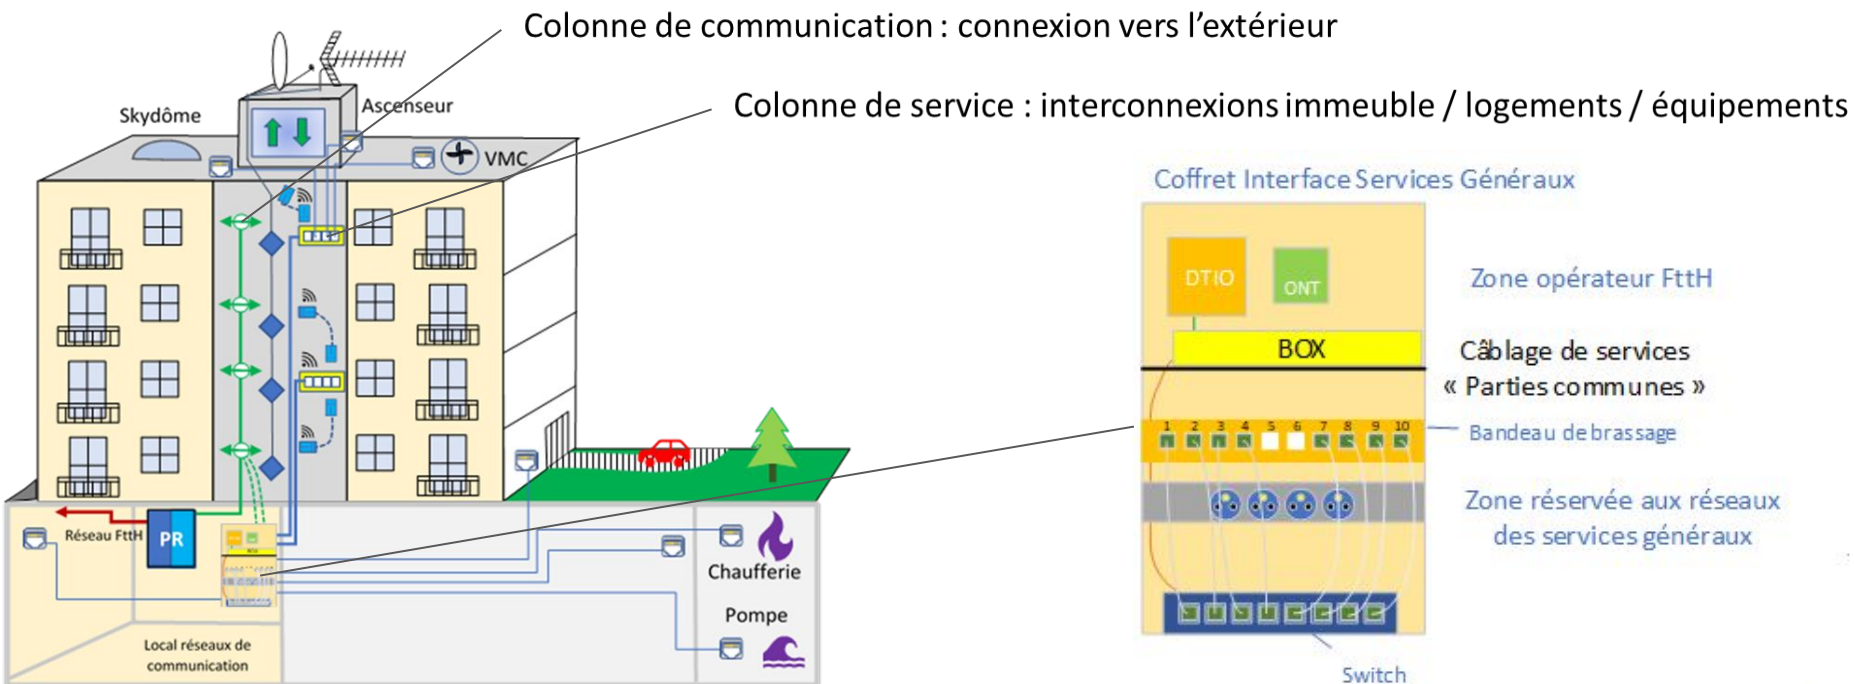 Colonne de communication : connexion vers l’extérieur
Colonne de service : interconnexions immeuble / logements / équipements
Skydôme
Ascenseur
VMC
Réseau FttH
PR
BOX
Chaufferie
Pompe
Local réseaux de
communication
Coffret Interface Services Généraux
DTIO
ONT
Zone opérateur FttH
BOX
Câblage de services
« Parties communes »
1 2 3 4 5 6 7 8 9 10
Bandeau de brassage
Zone réservée aux réseaux
des services généraux
Switch